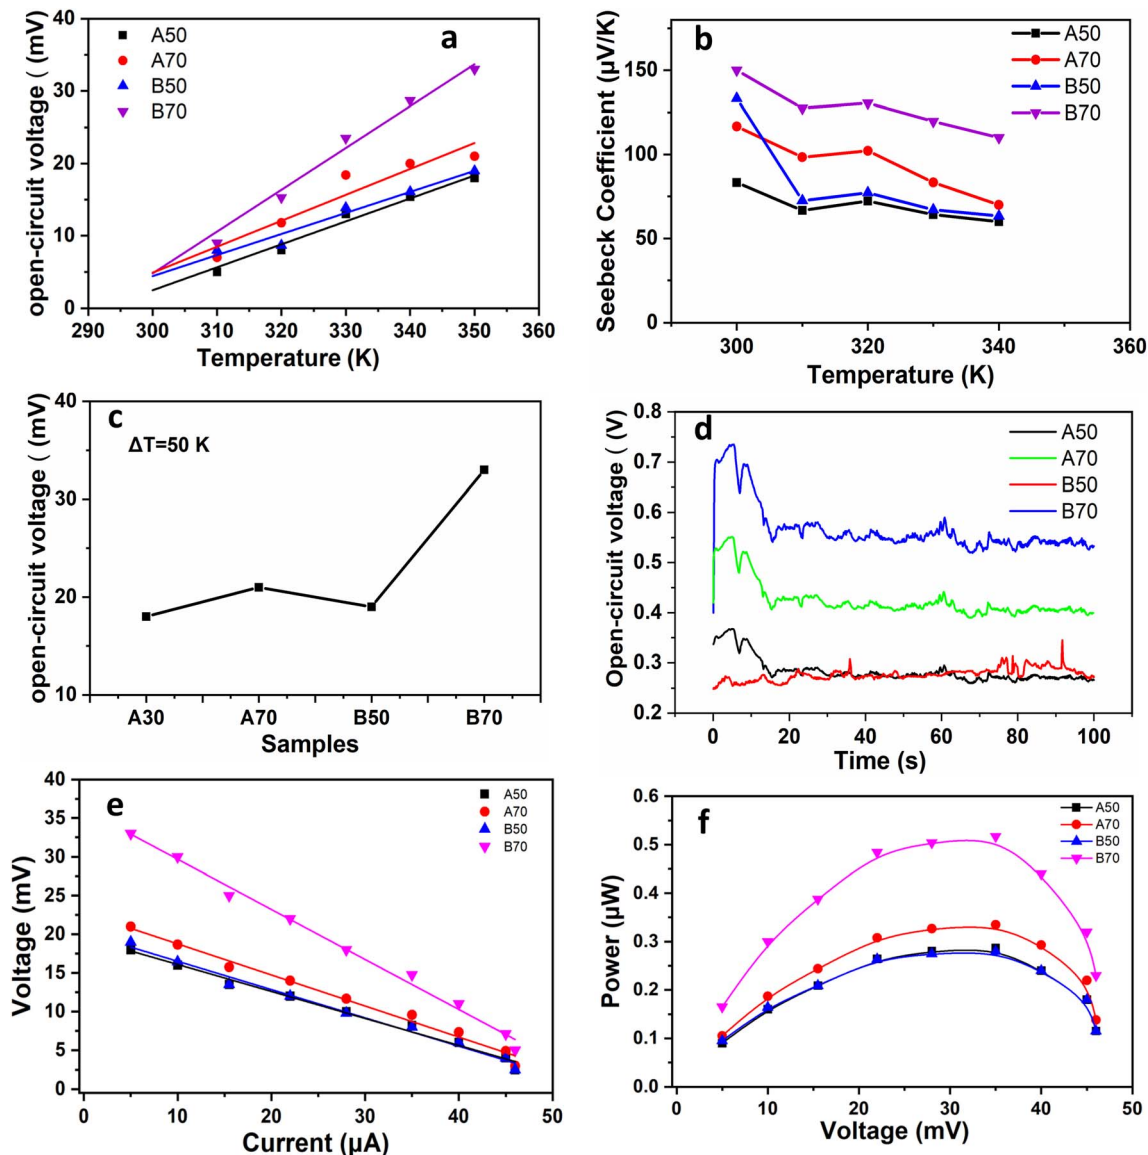 a
A50
A70
B50
B70
open-circuit voltage ( (mV)
40
30
20
10
0
290 300 310 320 330 340 350 360
Temperature (K)
b
A50
A70
B50
B70
Seebeck Coefficient (µV/K)
150
100
50
0
300 320 340 360
Temperature (K)
c
ΔT=50 K
open-circuit voltage ( (mV)
40
30
20
10
A30 A70 B50 B70
Samples
d
A50
A70
B50
B70
Open-circuit voltage ( (V)
0.8
0.7
0.6
0.5
0.4
0.3
0.2
0 20 40 60 80 100
Time (s)
e
A50
A70
B50
B70
Voltage (mV)
40
35
30
25
20
15
10
5
0
0 10 20 30 40 50
Current (µA)
f
A50
A70
B50
B70
Power (µW)
0.6
0.5
0.4
0.3
0.2
0.1
0.0
0 10 20 30 40 50
Voltage (mV)